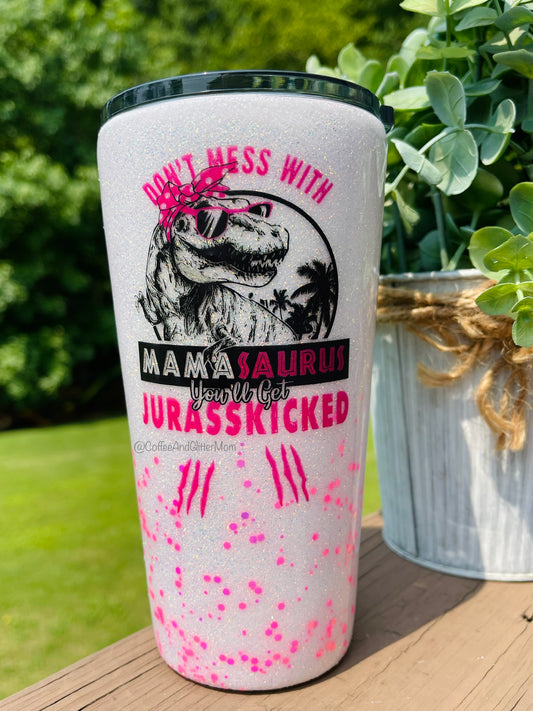 DON'T MESS WITH
MAMASAURUS
You'll Get
JURASSKICKED
@CoffeeAndGlitterMom